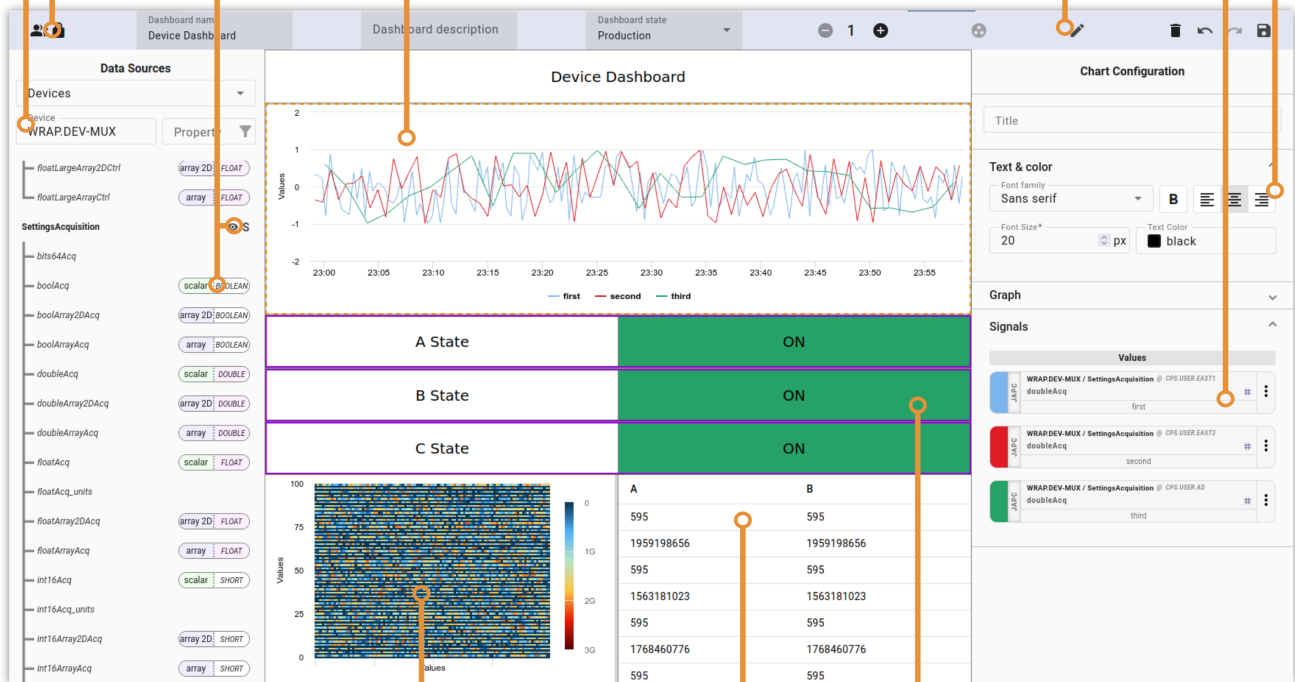 Dashboard name
Device Dashboard
Dashboard description
Dashboard state
Production
1
Data Sources
Devices
Device
WRAP.DEV-MUX
Property
floatLargeArray2DCtrl array 2D FLOAT
floatLargeArrayCtrl array FLOAT
SettingsAcquisition S
bits64Acq
boolAcq scalar BOOLEAN
boolArray2DAcq array 2D BOOLEAN
boolArrayAcq array BOOLEAN
doubleAcq scalar DOUBLE
doubleArray2DAcq array 2D DOUBLE
doubleArrayAcq array DOUBLE
floatAcq scalar FLOAT
floatAcq_units
floatArray2DAcq array 2D FLOAT
floatArrayAcq array FLOAT
int16Acq scalar SHORT
int16Acq_units
int16Array2DAcq array 2D SHORT
int16ArrayAcq array SHORT
Device Dashboard
2
1
0
-1
-2
Values
23:00 23:05 23:10 23:15 23:20 23:25 23:30 23:35 23:40 23:45 23:50 23:55
first second third
A State ON
B State ON
C State ON
100
75
50
25
0
Values
Values
0
1G
2G
3G
A B
595 595
1959198656 1959198656
595 595
1563181023 1563181023
595 595
1768460776 1768460776
595 595
Chart Configuration
Title
Text & color
Font family
Sans serif
B
Font Size*
20 px
Text Color
black
Graph
Signals
Values
JAPC
WRAP.DEV-MUX / SettingsAcquisition @ CPS.USER.EAST1
doubleAcq #
first
JAPC
WRAP.DEV-MUX / SettingsAcquisition @ CPS.USER.EAST2
doubleAcq #
second
JAPC
WRAP.DEV-MUX / SettingsAcquisition @ CPS.USER.AD
doubleAcq #
third